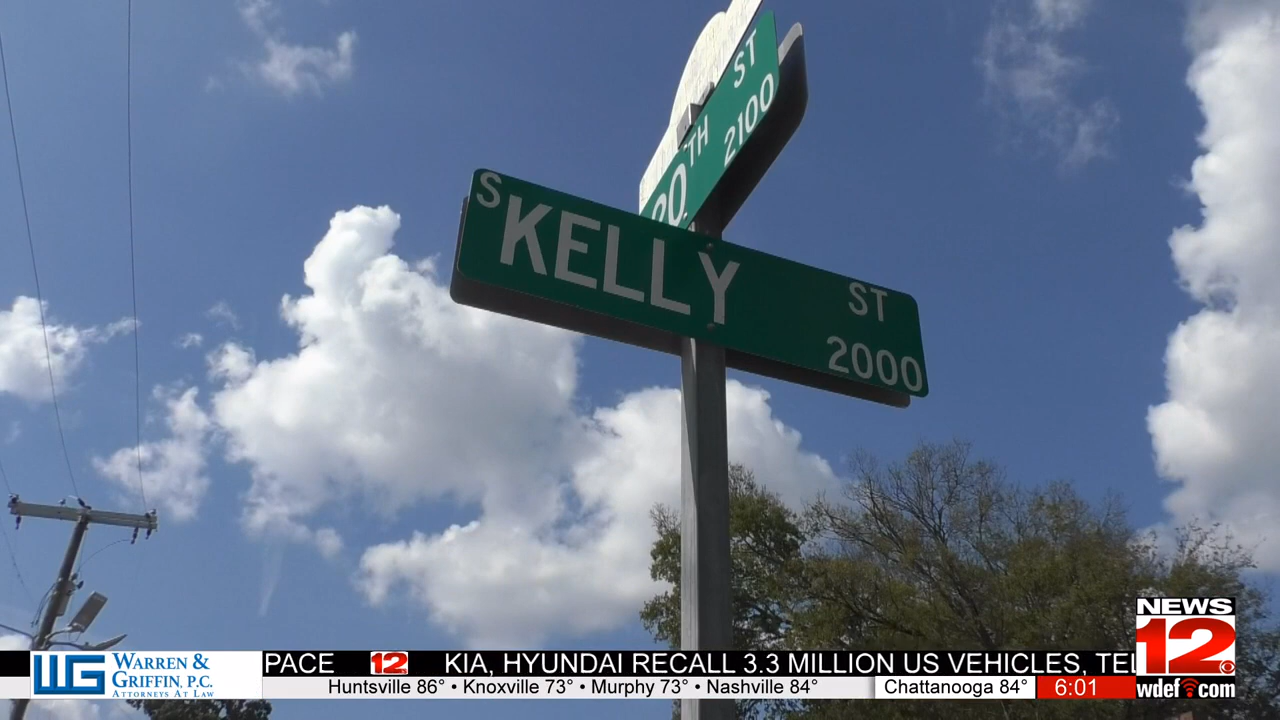 ST
20TH 2100
S KELLY ST
2000
NEWS
12
wdef.com
WARREN &
GRIFFIN, P.C.
ATTORNEYS AT LAW
PACE 12 KIA, HYUNDAI RECALL 3.3 MILLION US VEHICLES, TEL
Huntsville 86° • Knoxville 73° • Murphy 73° • Nashville 84° Chattanooga 84° 6:01